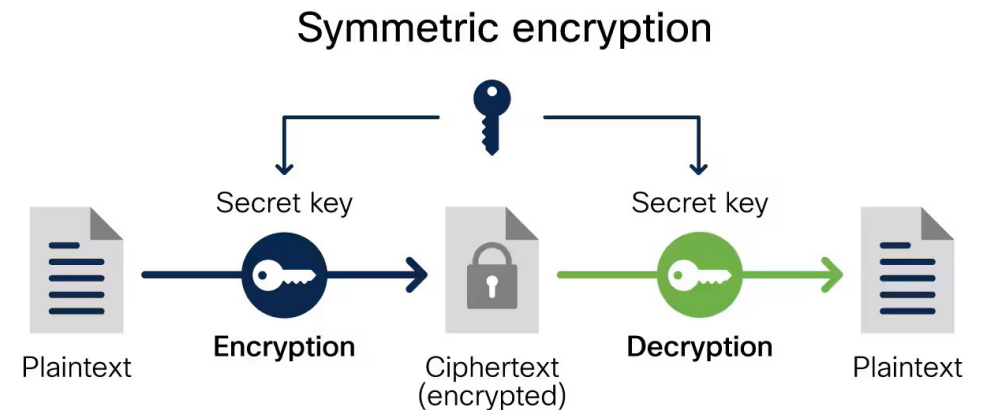 Symmetric encryption
Secret key
Secret key
Encryption
Decryption
Plaintext
Ciphertext
(encrypted)
Plaintext